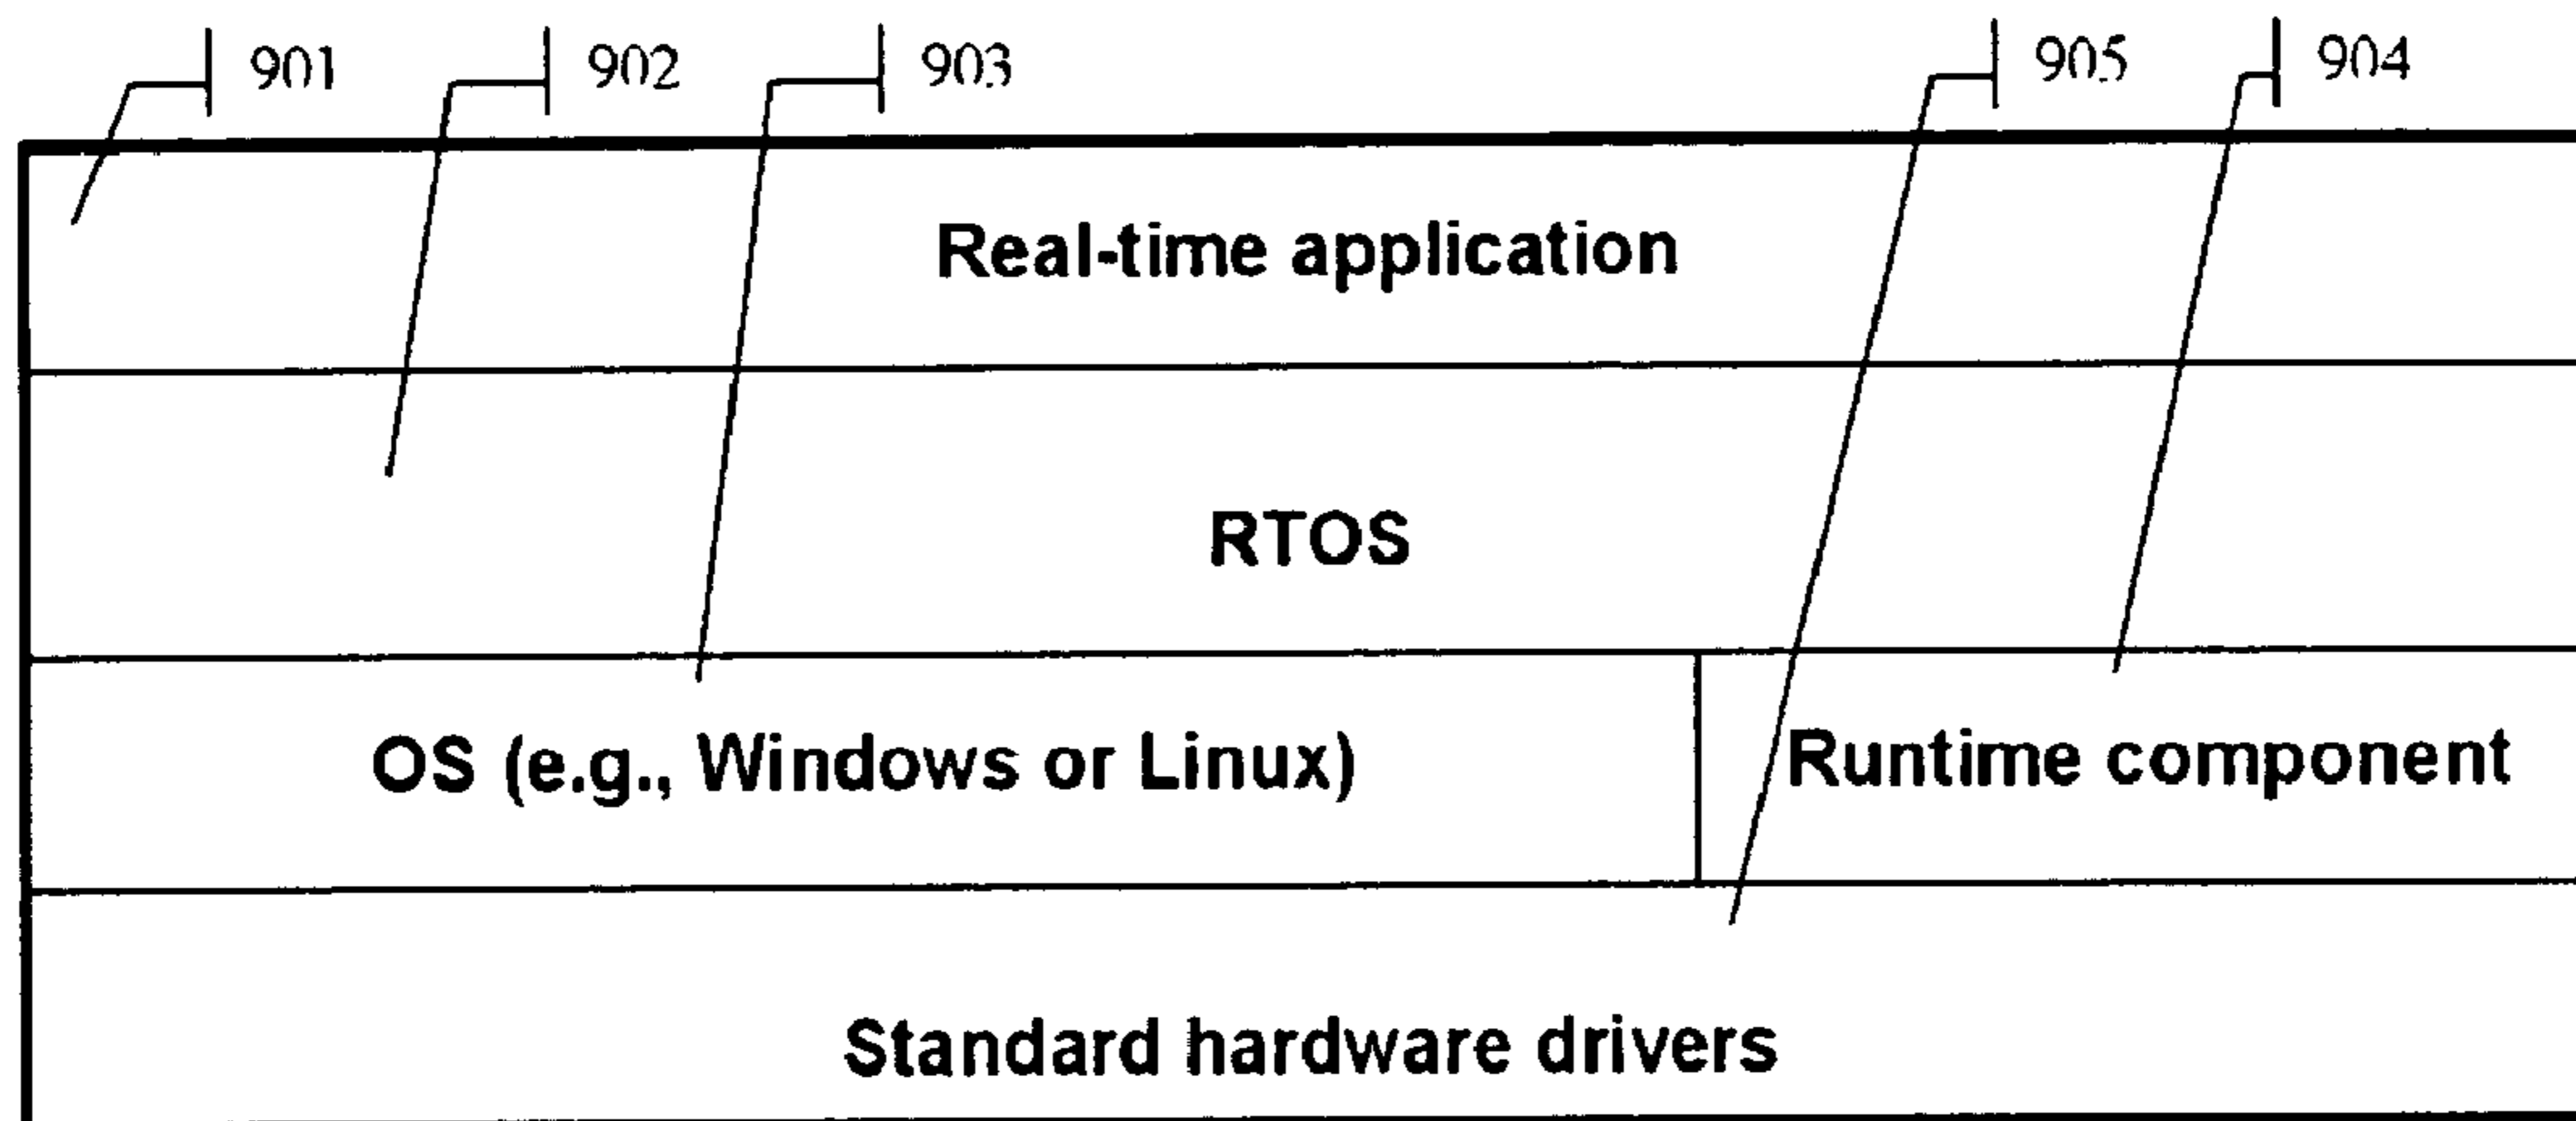 901 902 903 905 904
Real-time application
RTOS
OS (e.g., Windows or Linux) Runtime component
Standard hardware drivers